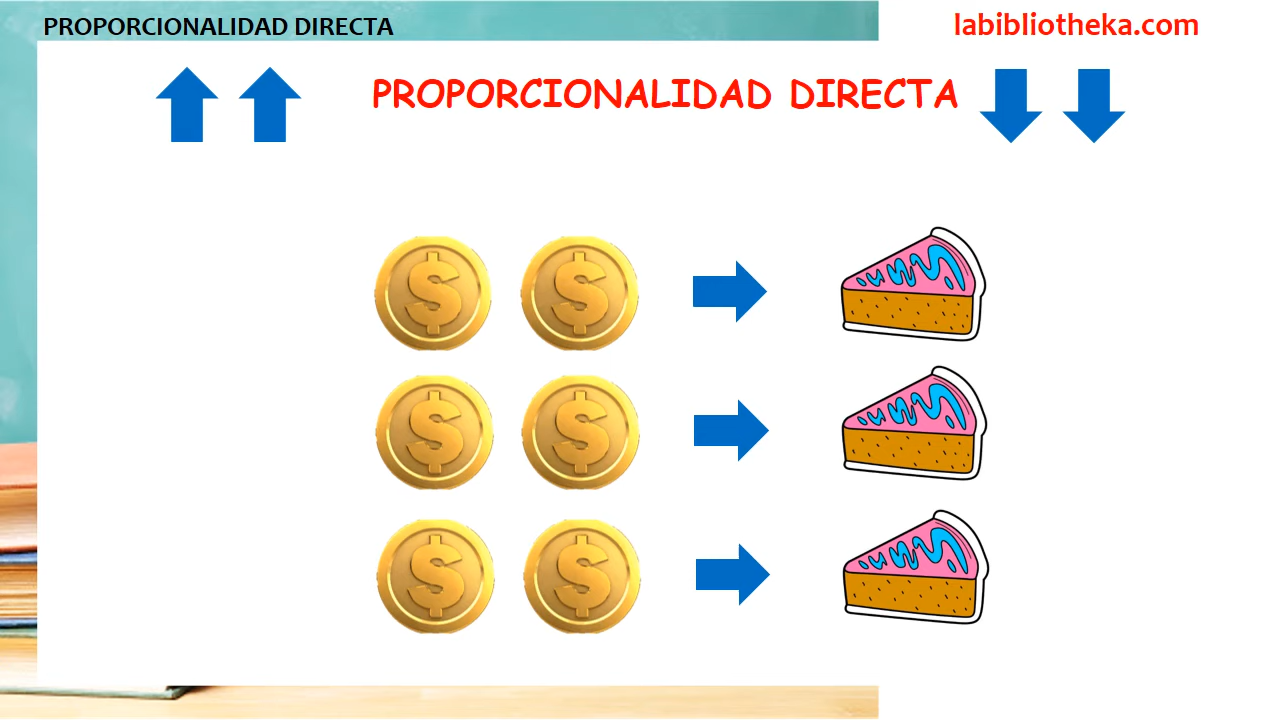 PROPORCIONALIDAD DIRECTA
labibliotheka.com
PROPORCIONALIDAD DIRECTA
$ $
$ $
$ $